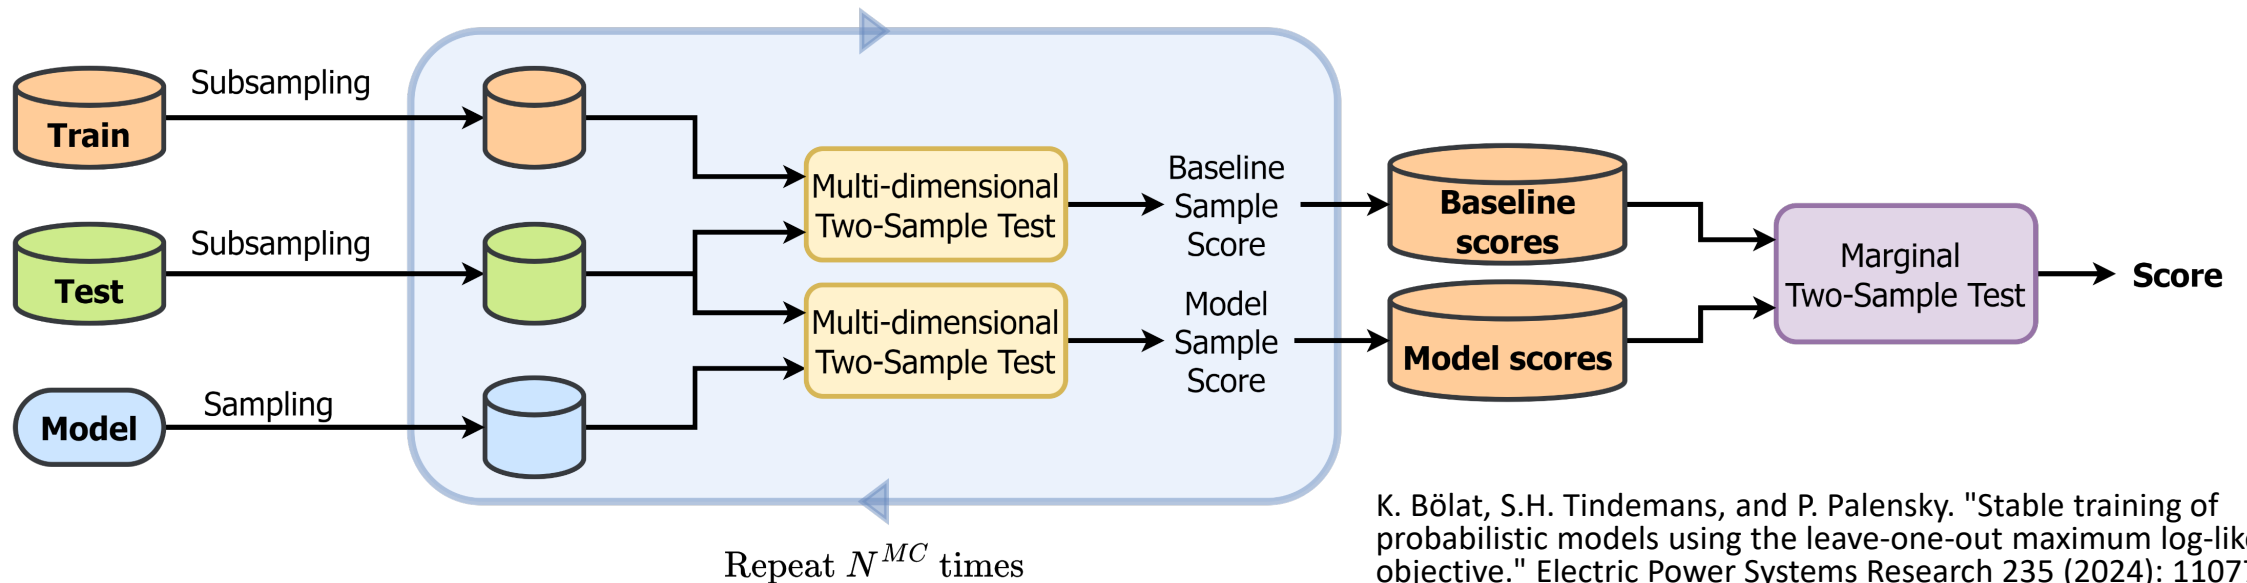 Subsampling
Train
Subsampling
Test
Sampling
Model
Multi-dimensional
Two-Sample Test
Multi-dimensional
Two-Sample Test
Baseline
Sample
Score
Model
Sample
Score
Repeat N^{MC} times
Baseline
scores
Model scores
Marginal
Two-Sample Test
Score
K. Bölat, S.H. Tindemans, and P. Palensky. "Stable training of
probabilistic models using the leave-one-out maximum
objective." Electric Power Systems Research 235 (2024):